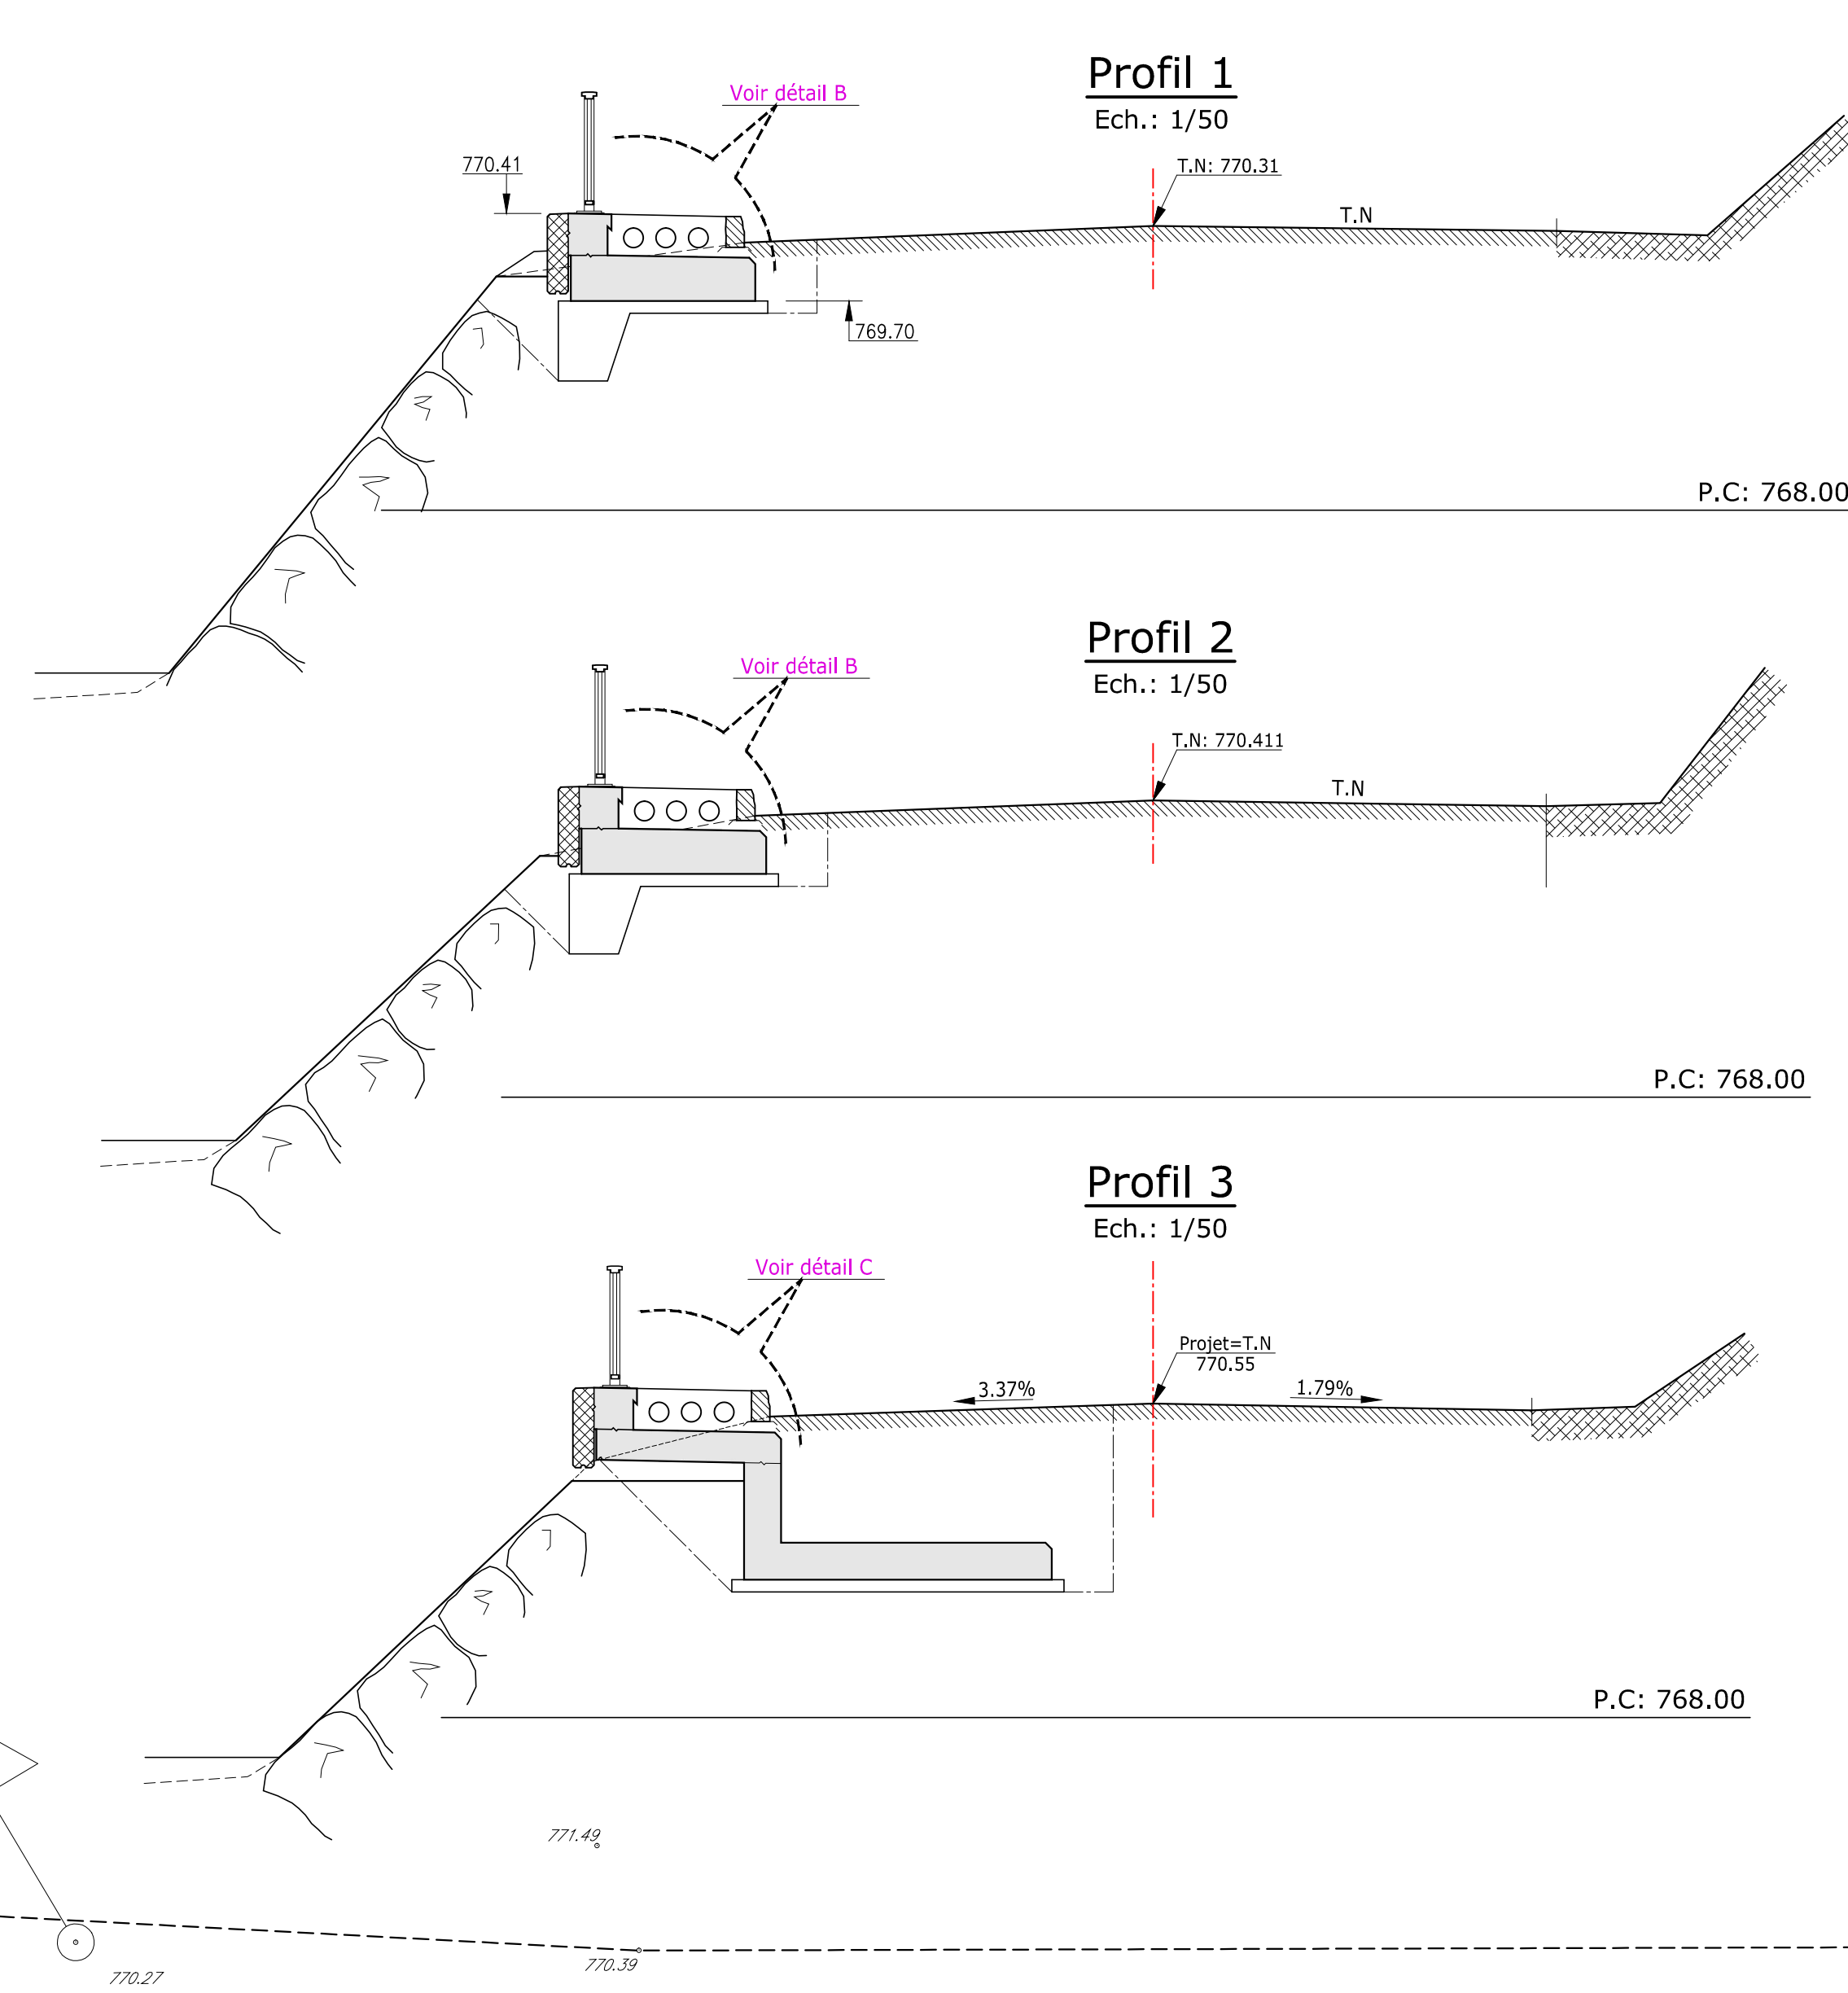 Profil 1
Ech.: 1/50
Voir détail B
770.41
T.N: 770.31
T.N
769.70
P.C: 768.00
Profil 2
Ech.: 1/50
Voir détail B
T.N: 770.411
T.N
P.C: 768.00
Profil 3
Ech.: 1/50
Voir détail C
Projet=T.N
770.55
3.37%
1.79%
P.C: 768.00
771.49
770.39
770.27